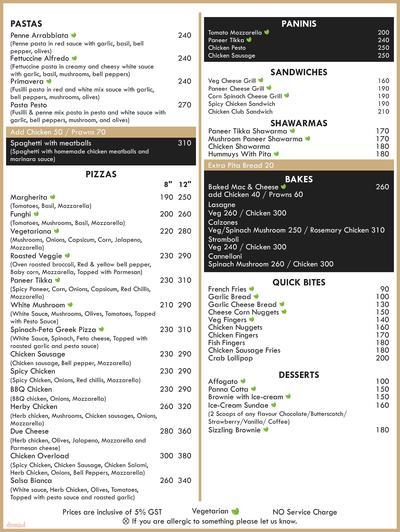 PASTAS
Penne Arrabbiata 240
(Penne pasta in red sauce with garlic, basil, bell
pepper, olives)
Fettuccine Alfredo 240
(Fettuccine pasta in creamy and cheesy white sauce
with garlic, basil, mushrooms, bell peppers)
Primavera 240
(Fusilli pasta in red and white mix sauce with garlic,
bell peppers, mushrooms, olives)
Pasta Pesto 270
(Fusilli & penne mix pasta in pesto and white sauce with
garlic, bell peppers, mushroom, and olives)
Add Chicken 50 / Prawns 70
Spaghetti with meatballs 310
(Spaghetti with homemade chicken meatballs and
marinara sauce)
PIZZAS
8" 12"
Margherita 190 250
(Tomatoes, Basil, Mozzarella)
Funghi 200 260
(Tomatoes, Mushrooms, Basil, Mozzarella)
Vegetariana 220 280
(Mushrooms, Onions, Capsicum, Corn, Jalapeno,
Mozzarella)
Roasted Veggie 230 290
(Oven roasted broccoli, Red & yellow bell pepper,
Baby corn, Mozzarella, Topped with Parmesan)
Paneer Tikka 230 310
(Spicy Paneer, Corn, Onions, Capsicum, Red Chillis,
Mozzarella)
White Mushroom 210 290
(White Sauce, Mushrooms, Olives, Tomatoes, Topped
with Pesto Sauce)
Spinach-Feta Greek Pizza 230 310
(White Sauce, Spinach, Feta cheese, Topped with
roasted garlic and pesto sauce)
Chicken Sausage 230 290
(Chicken sausage, Bell pepper, Mozzarella)
Spicy Chicken 230 290
(Spicy Chicken, Onions, Red chilli, Mozzarella)
BBQ Chicken 230 290
(BBQ chicken, Onions, Mozzarella)
Herby Chicken 260 320
(Herb chicken, Mushrooms, Chicken sausages, Onions,
Mozzarella)
Due Cheese 280 360
(Herb chicken, Olives, Jalapeno, Mozzarella and
Parmesan cheese)
Chicken Overload 300 380
(Spicy Chicken, Chicken Sausage, Chicken Salami,
Herb Chicken, Onions, Bell Peppers, Mozzarella)
Salsa Bianca 260 340
(White sauce, Herb Chicken, Olives, Tomatoes,
Topped with pesto sauce and roasted garlic)
PANINIS
Tomato Mozzarella 200
Paneer Tikka 240
Chicken Pesto 250
Chicken Sausage 250
SANDWICHES
Veg Cheese Grill 160
Paneer Cheese Grill 190
Corn Spinach Cheese Grill 190
Spicy Chicken Sandwich 190
Chicken Club Sandwich 210
SHAWARMAS
Paneer Tikka Shawarma 170
Mushroom Paneer Shawarma 170
Chicken Shawarma 180
Hummuys With Pita 180
Extra Pita Bread 20
BAKES
Baked Mac & Cheese 260
add Chicken 40 / Prawns 60
Lasagne
Veg 260 / Chicken 300
Calzones
Veg/Spinach Mushroom 250 / Rosemary Chicken 310
Stromboli
Veg 240 / Chicken 300
Cannelloni
Spinach Mushroom 260 / Chicken 300
QUICK BITES
French Fries 90
Garlic Bread 100
Garlic Cheese Bread 130
Cheese Corn Nuggets 150
Veg Fingers 140
Chicken Nuggets 160
Chicken Fingers 170
Fish Fingers 180
Chicken Sausage Fries 180
Crab Lollipop 200
DESSERTS
Affogato 100
Panna Cotta 150
Brownie with ice-cream 150
Ice-Cream Sundae 160
(2 Scoops of any flavour Chocolate/Butterscotch/
Strawberry/Vanilla/ Coffee)
Sizzling Brownie 180
Prices are inclusive of 5% GST Vegetarian NO Service Charge
If you are allergic to something please let us know.